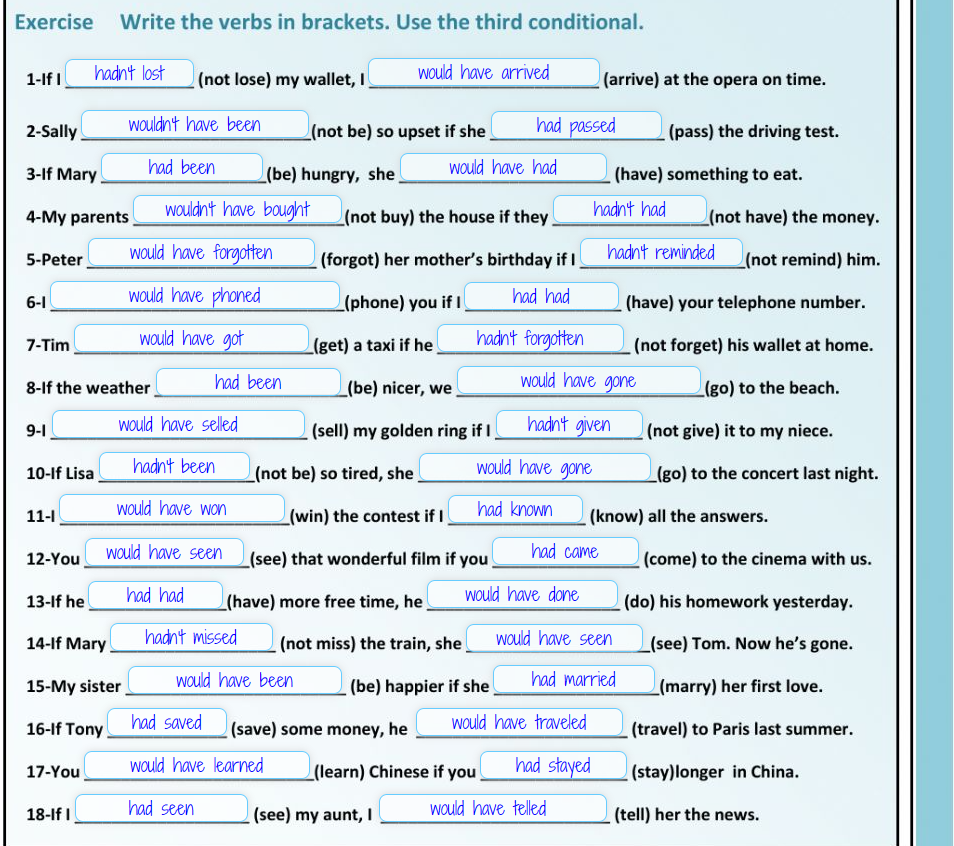 Exercise Write the verbs in brackets. Use the third conditional.
1-If I hadn't lost (not lose) my wallet, I would have arrived (arrive) at the opera on time.
2-Sally wouldn't have been (not be) so upset if she had passed (pass) the driving test.
3-If Mary had been (be) hungry, she would have had (have) something to eat.
4-My parents wouldn't have bought (not buy) the house if they hadn't had (not have) the money.
5-Peter would have forgotten (forgot) her mother's birthday if I hadn't reminded (not remind) him.
6-I would have phoned (phone) you if I had had (have) your telephone number.
7-Tim would have got (get) a taxi if he hadn't forgotten (not forget) his wallet at home.
8-If the weather had been (be) nicer, we would have gone (go) to the beach.
9-I would have selled (sell) my golden ring if I hadn't given (not give) it to my niece.
10-If Lisa hadn't been (not be) so tired, she would have gone (go) to the concert last night.
11-I would have won (win) the contest if I had known (know) all the answers.
12-You would have seen (see) that wonderful film if you had came (come) to the cinema with us.
13-If he had had (have) more free time, he would have done (do) his homework yesterday.
14-If Mary hadn't missed (not miss) the train, she would have seen (see) Tom. Now he's gone.
15-My sister would have been (be) happier if she had married (marry) her first love.
16-If Tony had saved (save) some money, he would have traveled (travel) to Paris last summer.
17-You would have learned (learn) Chinese if you had stayed (stay)longer in China.
18-If I had seen (see) my aunt, I would have telled (tell) her the news.